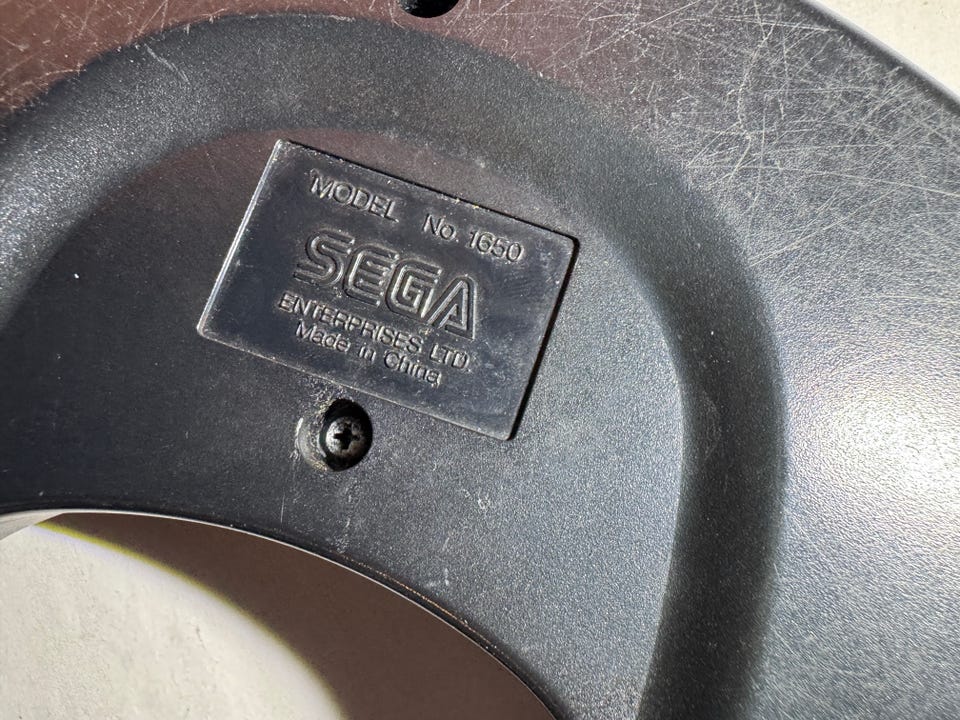 MODEL No. 1650
SEGA
ENTERPRISES LTD.
Made in China